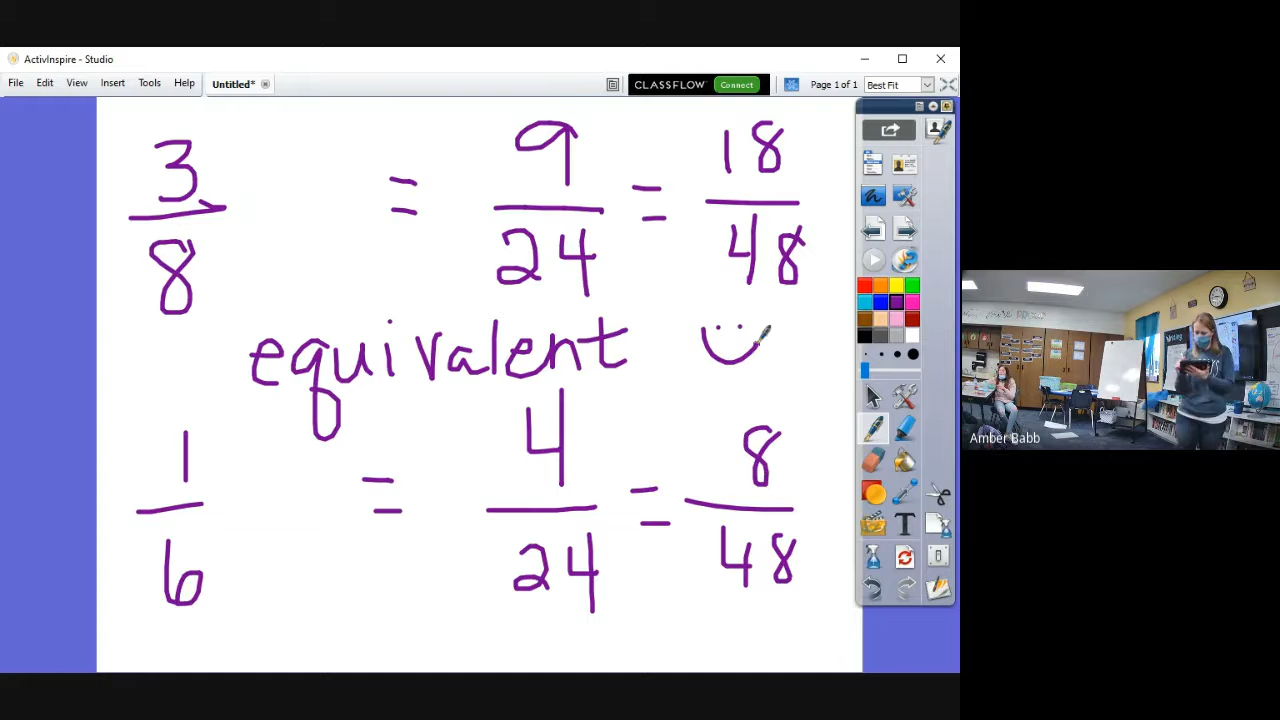 ActivInspire - Studio
File Edit View Insert Tools Help Untitled* CLASSFLOW Connect Page 1 of 1 Best Fit
3/8 = 9/24 = 18/48
equivalent
1/6 = 4/24 = 8/48
T
Amber Babb